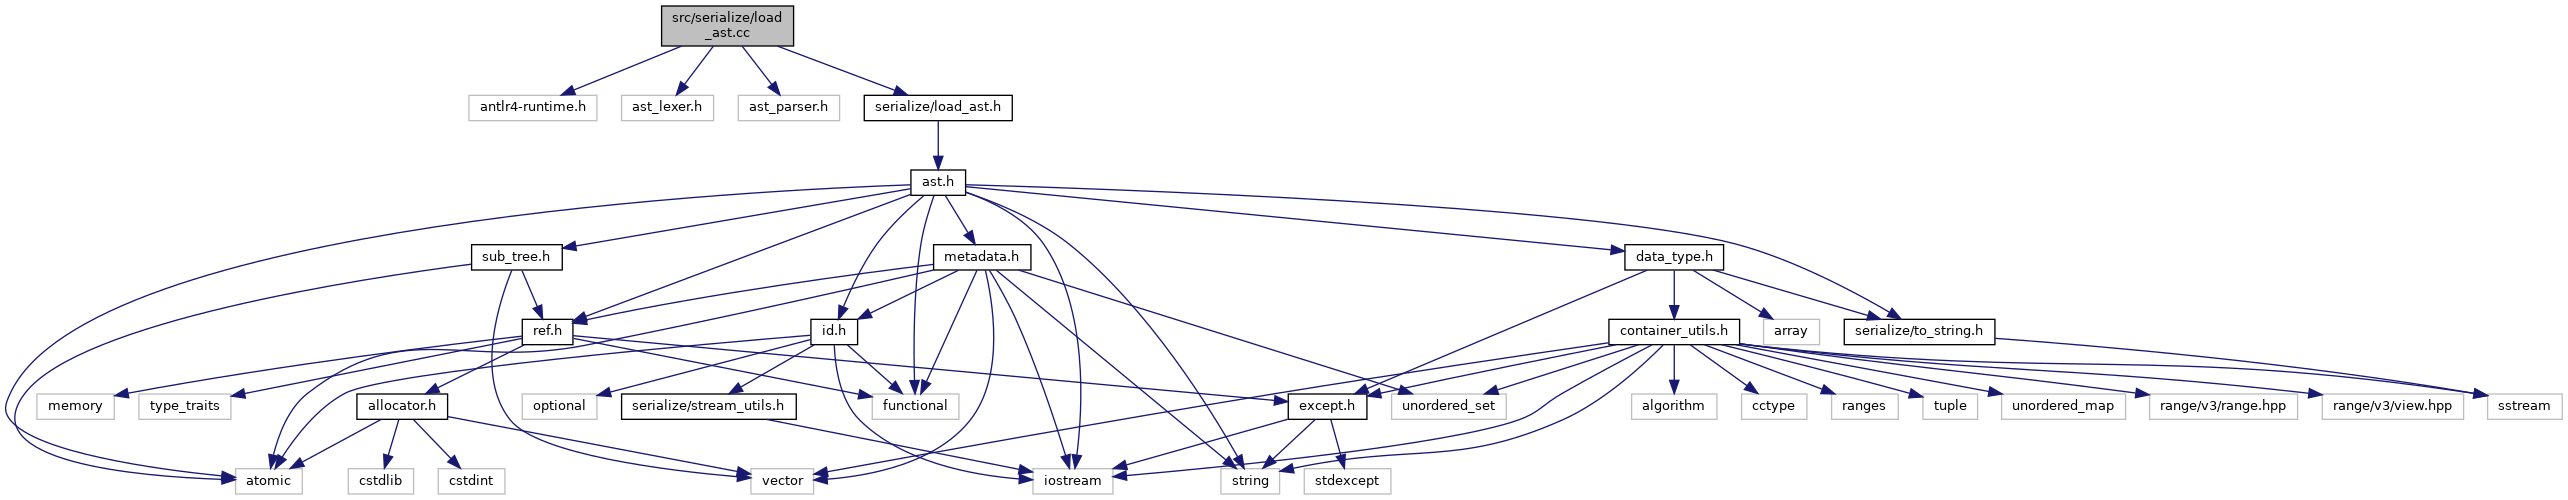 src/serialize/load
_ast.cc
antlr4-runtime.h
ast_lexer.h
ast_parser.h
serialize/load_ast.h
ast.h
sub_tree.h
metadata.h
data_type.h
ref.h
id.h
container_utils.h
array
serialize/to_string.h
memory
type_traits
allocator.h
optional
serialize/stream_utils.h
functional
except.h
unordered_set
algorithm
cctype
ranges
tuple
unordered_map
range/v3/range.hpp
range/v3/view.hpp
sstream
atomic
cstdlib
cstdint
vector
iostream
string
stdexcept